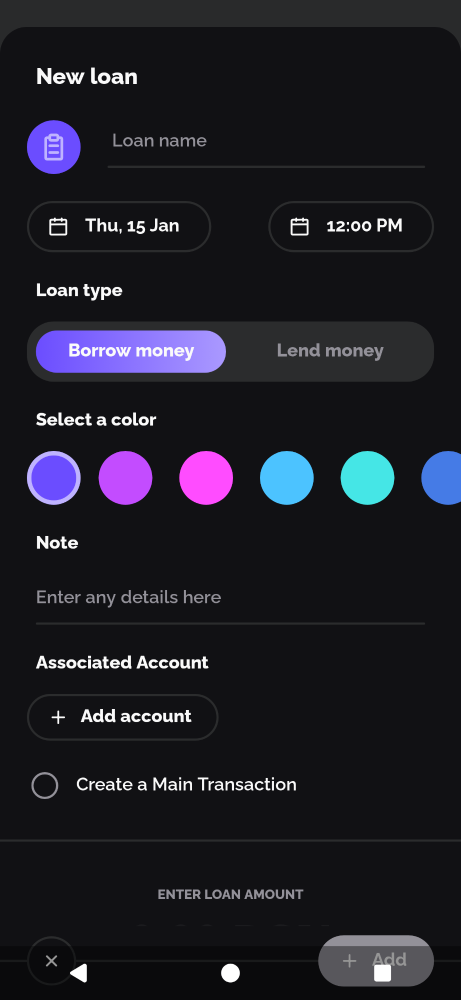 New loan
Loan name
Thu, 15 Jan
12:00 PM
Loan type
Borrow money
Lend money
Select a color
Note
Enter any details here
Associated Account
Add account
Create a Main Transaction
ENTER LOAN AMOUNT
Add